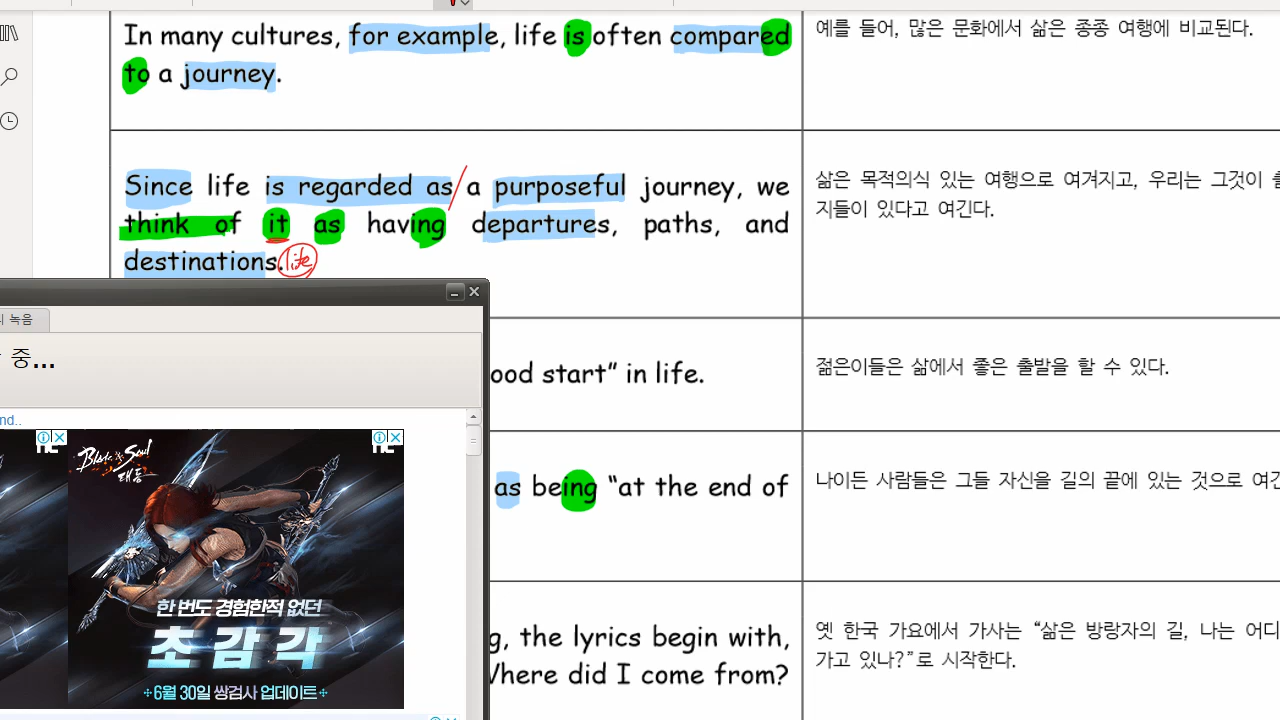 In many cultures, for example, life is often compared
to a journey.
예를 들어, 많은 문화에서 삶은 종종 여행에 비교된다.
Since life is regarded as a purposeful journey, we
think of it as having departures, paths, and
destinations. life
삶은 목적의식 있는 여행으로 여겨지고, 우리는 그것이
지들이 있다고 여긴다.
ood start” in life.
젊은이들은 삶에서 좋은 출발을 할 수 있다.
as being “at the end of
나이든 사람들은 그들 자신을 길의 끝에 있는 것으로 여긴
g, the lyrics begin with,
Where did I come from?
옛 한국 가요에서 가사는 “삶은 방랑자의 길, 나는 어디
가고 있나?”로 시작한다.
녹음
중...
nd..
Blade & Soul
태동
한 번도 경험한적 없던
초감각
6월 30일 쌍검사 업데이트